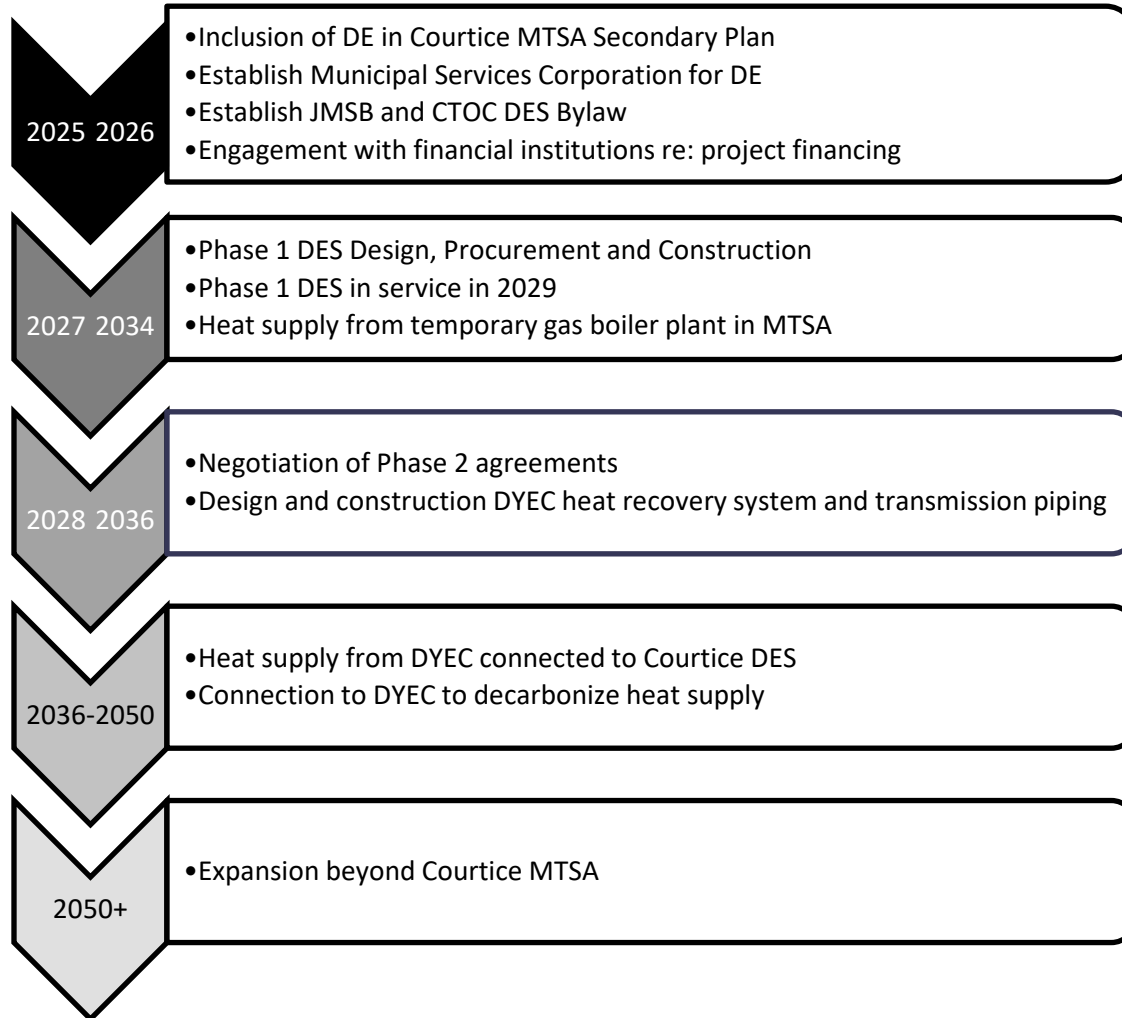 2025 2026
•Inclusion of DE in Courtice MTSA Secondary Plan
•Establish Municipal Services Corporation for DE
•Establish JMSB and CTOC DES Bylaw
•Engagement with financial institutions re: project financing
2027 2034
•Phase 1 DES Design, Procurement and Construction
•Phase 1 DES in service in 2029
•Heat supply from temporary gas boiler plant in MTSA
2028 2036
•Negotiation of Phase 2 agreements
•Design and construction DYEC heat recovery system and transmission piping
2036-2050
•Heat supply from DYEC connected to Courtice DES
•Connection to DYEC to decarbonize heat supply
2050+
•Expansion beyond Courtice MTSA